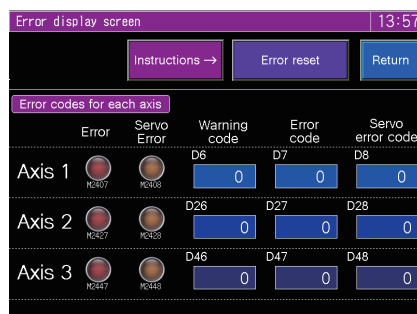 Error display screen 13:57
Instructions → Error reset Return
Error codes for each axis
Error Servo Error Warning code Error code Servo error code
D6 D7 D8
Axis 1 0 0 0
M2407 M2408
D26 D27 D28
Axis 2 0 0 0
M2427 M2428
D46 D47 D48
Axis 3 0 0 0
M2447 M2448